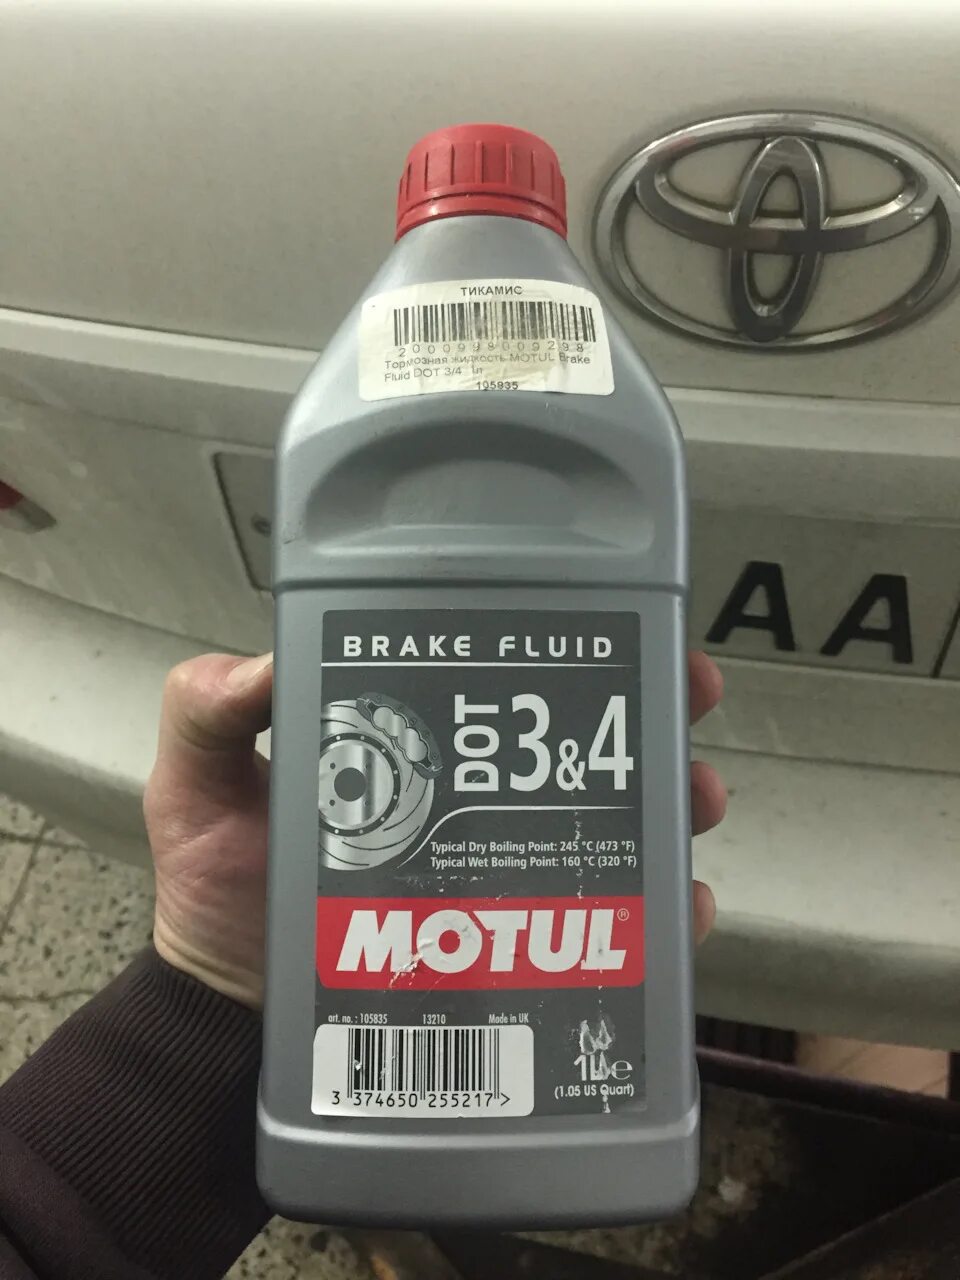 ТИКАМИС
2000998009298
Тормозная жидкость MOTUL Brake
Fluid DOT 3/4 1л
105835
AA
BRAKE FLUID
DOT 3&4
Typical Dry Boiling Point: 245 °C (473 °F)
Typical Wet Boiling Point: 160 °C (320 °F)
MOTUL®
art. no. : 105835 13210 Made in UK
1L e
(1.05 US Quart)
3 374650 255217 >